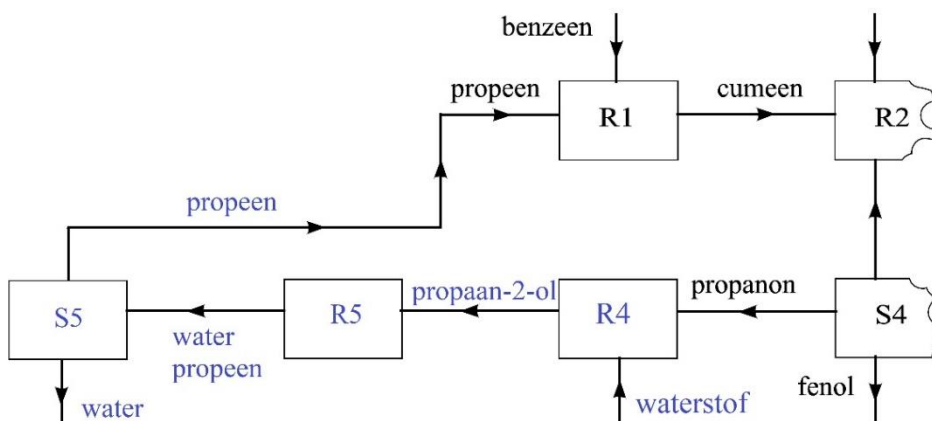 benzeen
propeen
cumeen
R1
R2
propeen
propaan-2-ol
propanon
S5
R5
R4
S4
water
propeen
fenol
water
waterstof